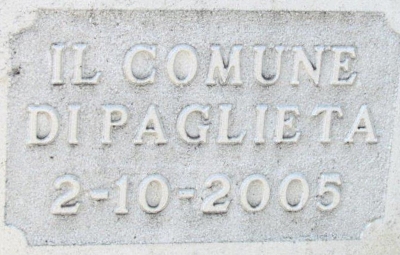 IL COMUNE
DI PAGLIETA
2-10-2005